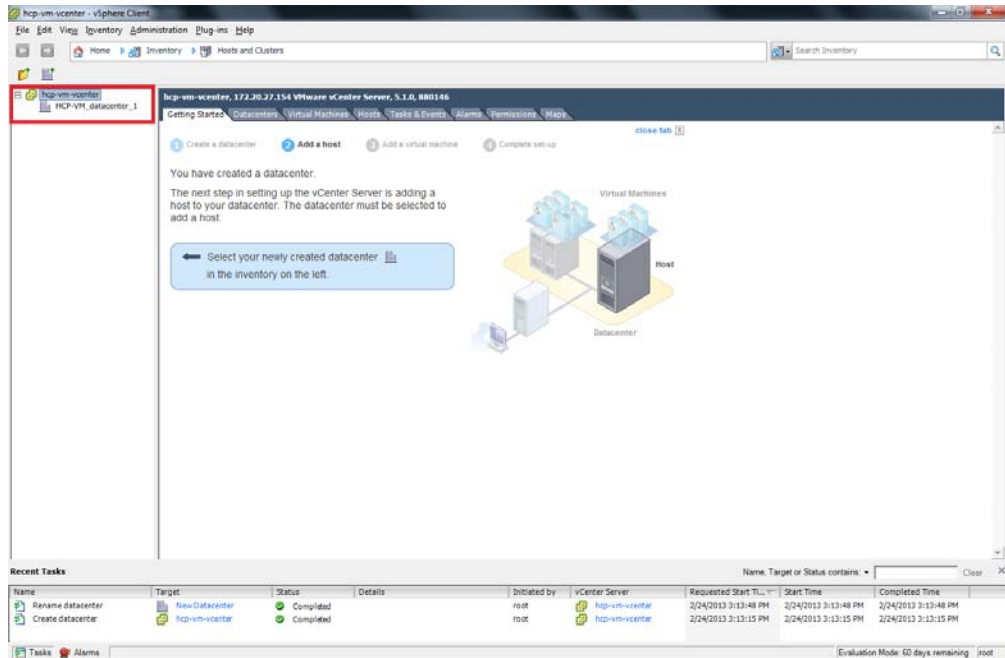 hcp-vm-vcenter - vSphere Client
File Edit View Inventory Administration Plug-ins Help
Home Inventory Hosts and Clusters
Search Inventory
hcp-vm-vcenter
HCP-VM_datacenter_1
hcp-vm-vcenter, 172.20.27.154 VMware vCenter Server, 5.1.0, 880146
Getting Started Datacenters Virtual Machines Hosts Tasks & Events Alarms Permissions Maps
close tab X
1 Create a datacenter 2 Add a host 3 Add a virtual machine 4 Complete set-up
You have created a datacenter.
The next step in setting up the vCenter Server is adding a
host to your datacenter. The datacenter must be selected to
add a host.
Select your newly created datacenter
in the inventory on the left.
Virtual Machines
Host
Datacenter
Recent Tasks
Name, Target or Status contains: Clear X
Name Target Status Details Initiated by vCenter Server Requested Start Ti... Start Time Completed Time
Rename datacenter New Datacenter Completed root hcp-vm-vcenter 2/24/2013 3:13:48 PM 2/24/2013 3:13:48 PM 2/24/2013 3:13:48 PM
Create datacenter hcp-vm-vcenter Completed root hcp-vm-vcenter 2/24/2013 3:13:15 PM 2/24/2013 3:13:15 PM 2/24/2013 3:13:15 PM
Tasks Alarms Evaluation Mode: 60 days remaining root